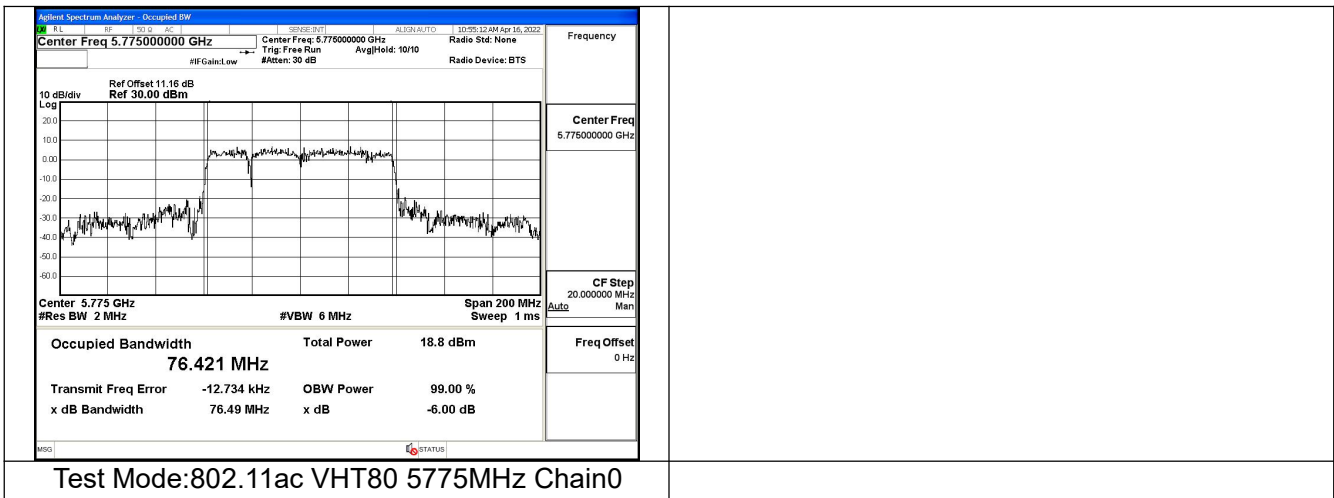 Agilent Spectrum Analyzer - Occupied BW
LXI RL RF 50 Ω AC SENSE:INT ALIGN AUTO 10:55:12 AM Apr 16, 2022
Center Freq 5.775000000 GHz Center Freq: 5.775000000 GHz Radio Std: None Frequency
Trig: Free Run Avg|Hold: 10/10
#IFGain:Low #Atten: 30 dB Radio Device: BTS
Ref Offset 11.16 dB
10 dB/div Ref 30.00 dBm
Log
20.0
10.0
0.00
-10.0
-20.0
-30.0
-40.0
-50.0
-60.0
Center Freq
5.775000000 GHz
Center 5.775 GHz Span 200 MHz
#Res BW 2 MHz #VBW 6 MHz Sweep 1 ms
CF Step
20.000000 MHz
Auto Man
Occupied Bandwidth Total Power 18.8 dBm
76.421 MHz
Transmit Freq Error -12.734 kHz OBW Power 99.00 %
x dB Bandwidth 76.49 MHz x dB -6.00 dB
Freq Offset
0 Hz
MSG STATUS
Test Mode:802.11ac VHT80 5775MHz Chain0